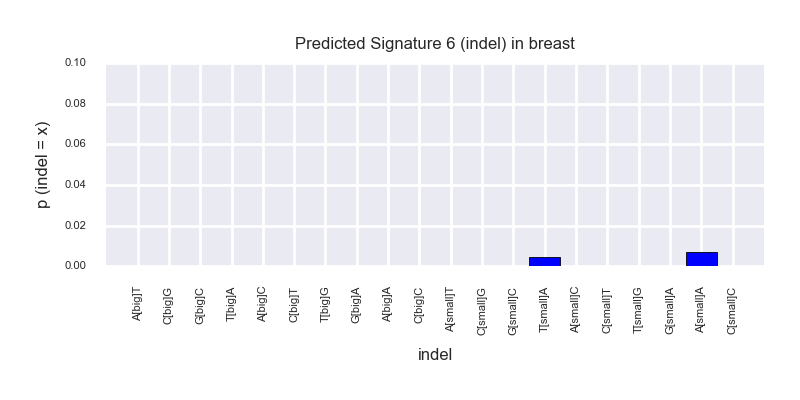 Predicted Signature 6 (indel) in breast
0.10
0.08
0.06
0.04
0.02
0.00
p (indel = x)
A[big]T
C[big]G
G[big]C
T[big]A
A[big]C
C[big]T
T[big]G
G[big]A
A[big]A
C[big]C
A[small]T
C[small]G
G[small]C
T[small]A
A[small]C
C[small]T
T[small]G
G[small]A
A[small]A
C[small]C
indel